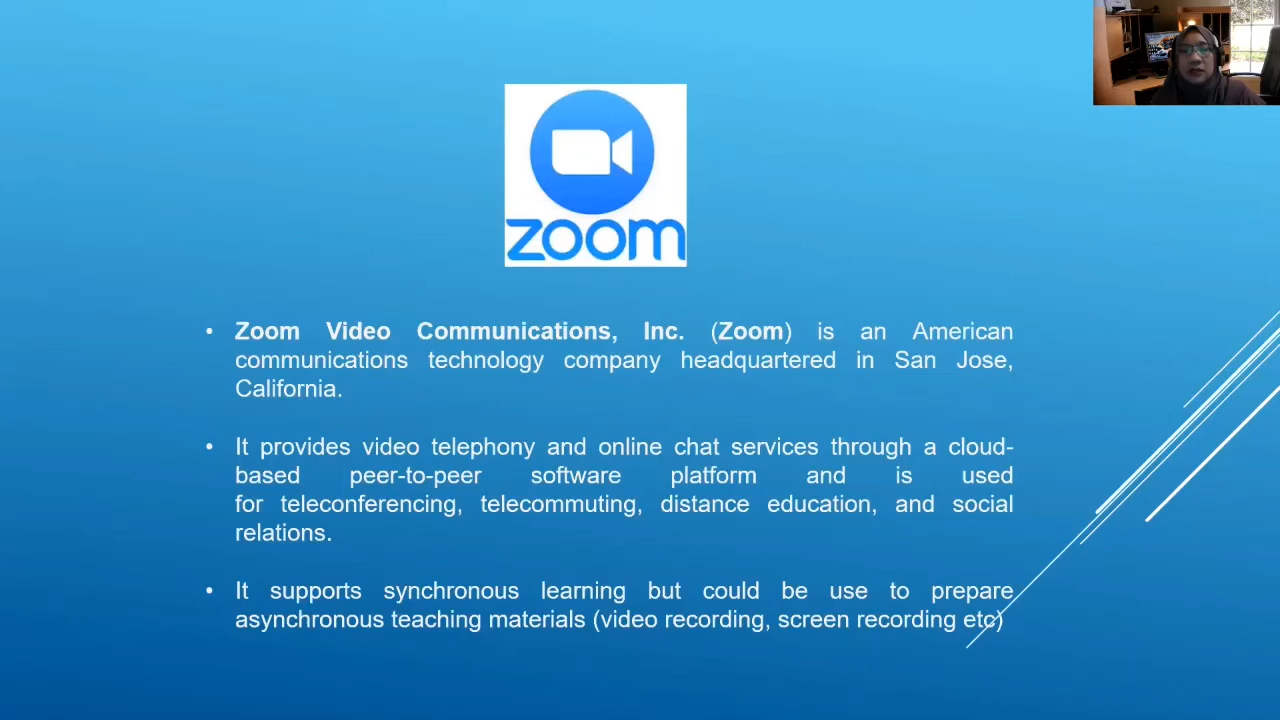 zoom
• Zoom Video Communications, Inc. (Zoom) is an American
communications technology company headquartered in San Jose,
California.
• It provides video telephony and online chat services through a cloud-
based peer-to-peer software platform and is used
for teleconferencing, telecommuting, distance education, and social
relations.
• It supports synchronous learning but could be use to prepare
asynchronous teaching materials (video recording, screen recording etc)